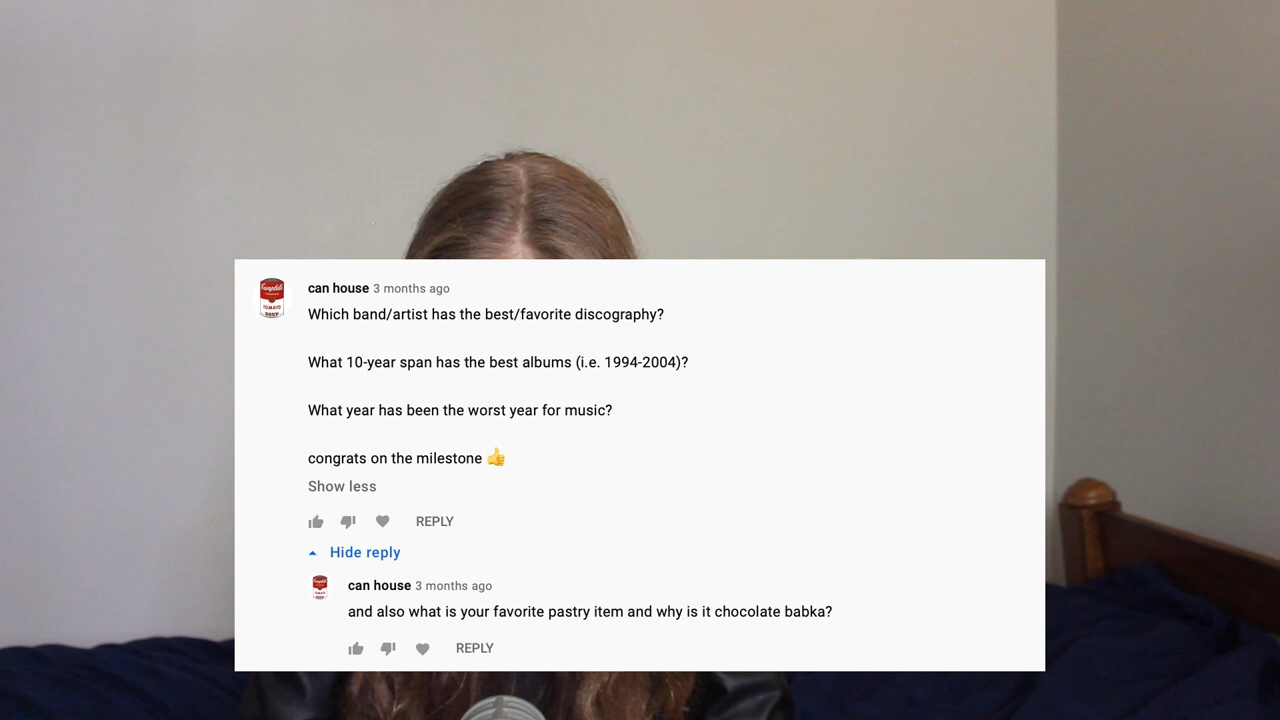 can house 3 months ago
Which band/artist has the best/favorite discography?
What 10-year span has the best albums (i.e. 1994-2004)?
What year has been the worst year for music?
congrats on the milestone 👍
Show less
REPLY
Hide reply
can house 3 months ago
and also what is your favorite pastry item and why is it chocolate babka?
REPLY
Campbell's
TOMATO
SOUP